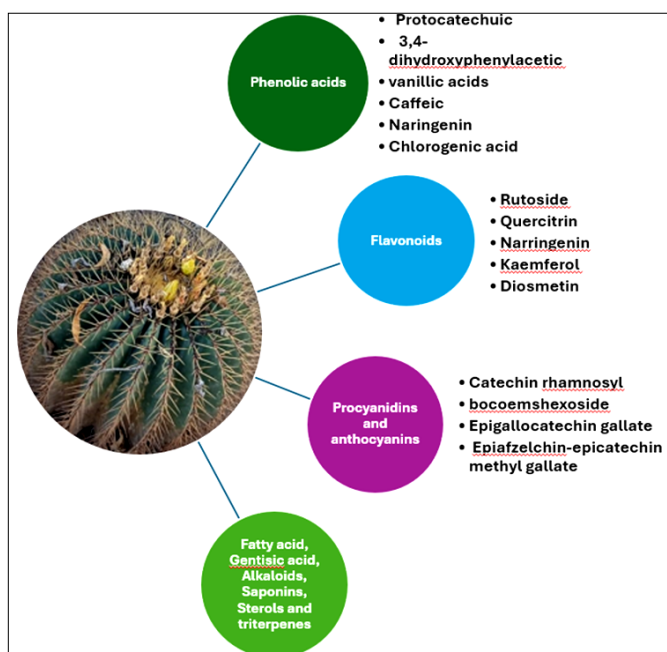 Phenolic acids
• Protocatechuic
• 3,4-
dihydroxyphenylacetic
• vanillic acids
• Caffeic
• Naringenin
• Chlorogenic acid
Flavonoids
• Rutoside
• Quercitrin
• Narringenin
• Kaemferol
• Diosmetin
Procyanidins
and
anthocyanins
• Catechin rhamnosyl
• bocoemshexoside
• Epigallocatechin gallate
• Epiafzelchin-epicatechin
methyl gallate
Fatty acid,
Gentisic acid,
Alkaloids,
Saponins,
Sterols and
triterpenes